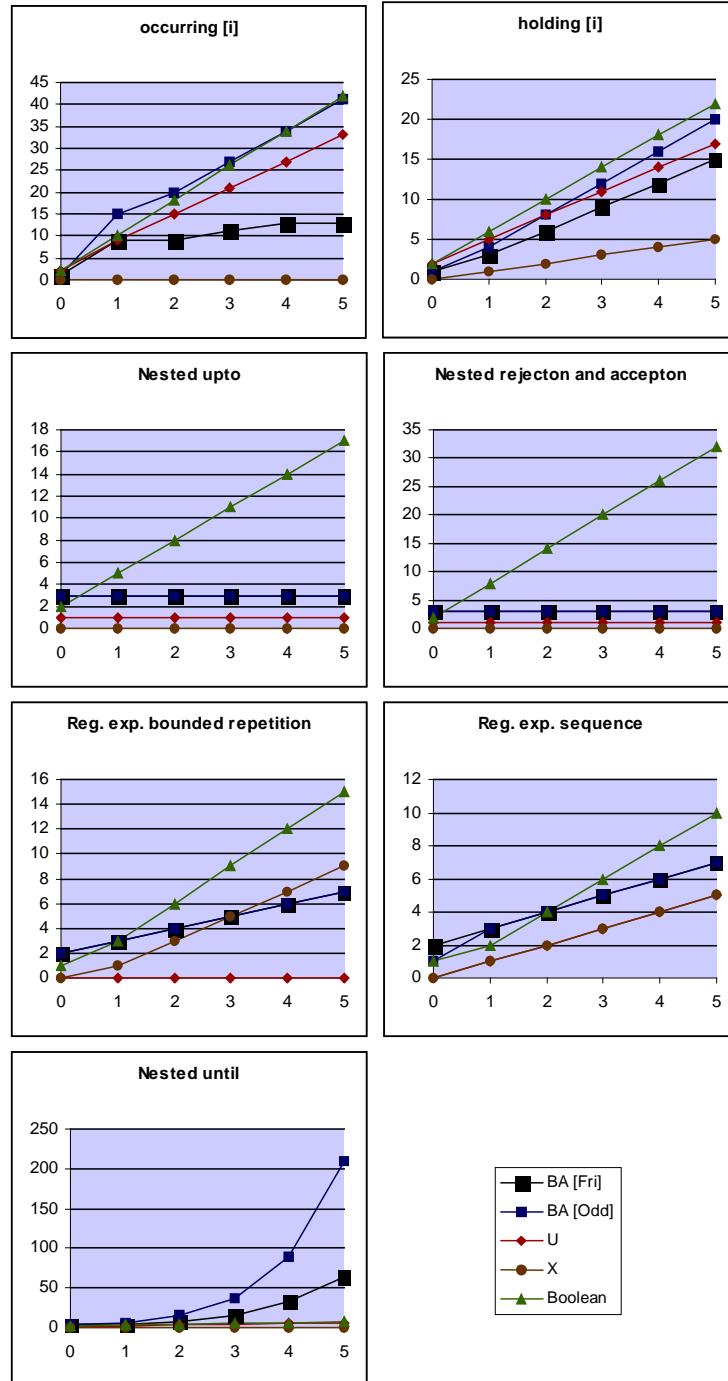 occurring [i]
45
40
35
30
25
20
15
10
5
0
0 1 2 3 4 5
holding [i]
25
20
15
10
5
0
0 1 2 3 4 5
Nested upto
18
16
14
12
10
8
6
4
2
0
0 1 2 3 4 5
Nested rejecton and accepton
35
30
25
20
15
10
5
0
0 1 2 3 4 5
Reg. exp. bounded repetition
16
14
12
10
8
6
4
2
0
0 1 2 3 4 5
Reg. exp. sequence
12
10
8
6
4
2
0
0 1 2 3 4 5
Nested until
250
200
150
100
50
0
0 1 2 3 4 5
BA [Fri]
BA [Odd]
U
X
Boolean